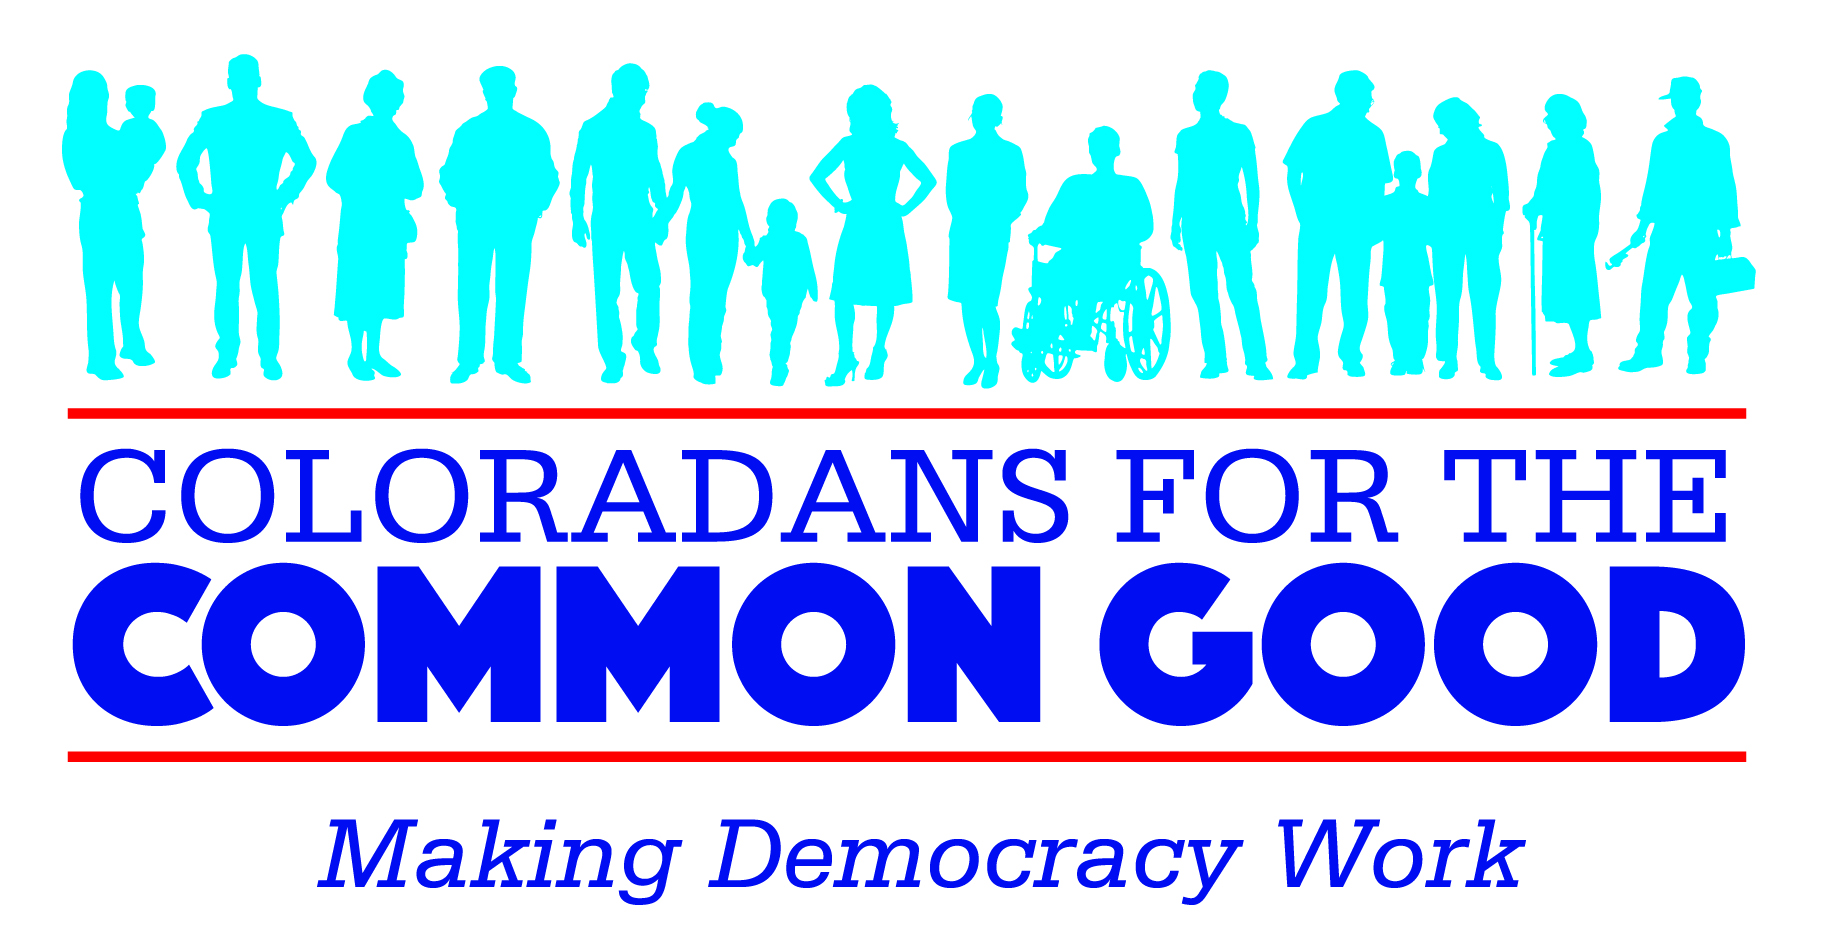 COLORADANS FOR THE
COMMON GOOD
Making Democracy Work